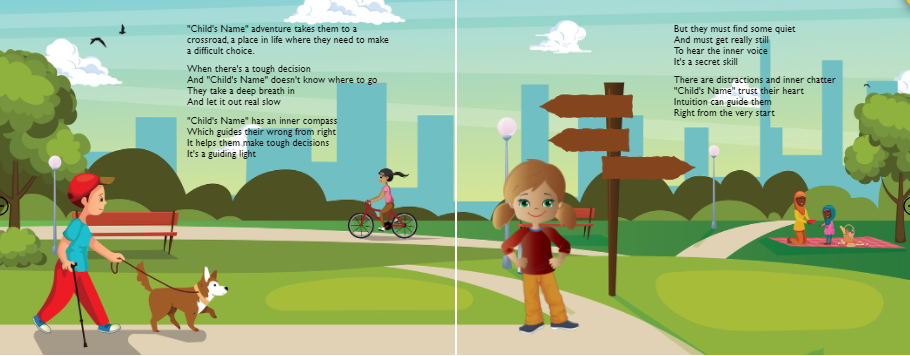 "Child's Name" adventure takes them to a
crossroad, a place in life where they need to make
a difficult choice.
When there's a tough decision
And "Child's Name" doesn't know where to go
They take a deep breath in
And let it out real slow
"Child's Name" has an inner compass
Which guides their wrong from right
It helps them make tough decisions
It's a guiding light
But they must find some quiet
And must get really still
To hear the inner voice
It's a secret skill
There are distractions and inner chatter
"Child's Name" trust their heart
Intuition can guide them
Right from the very start